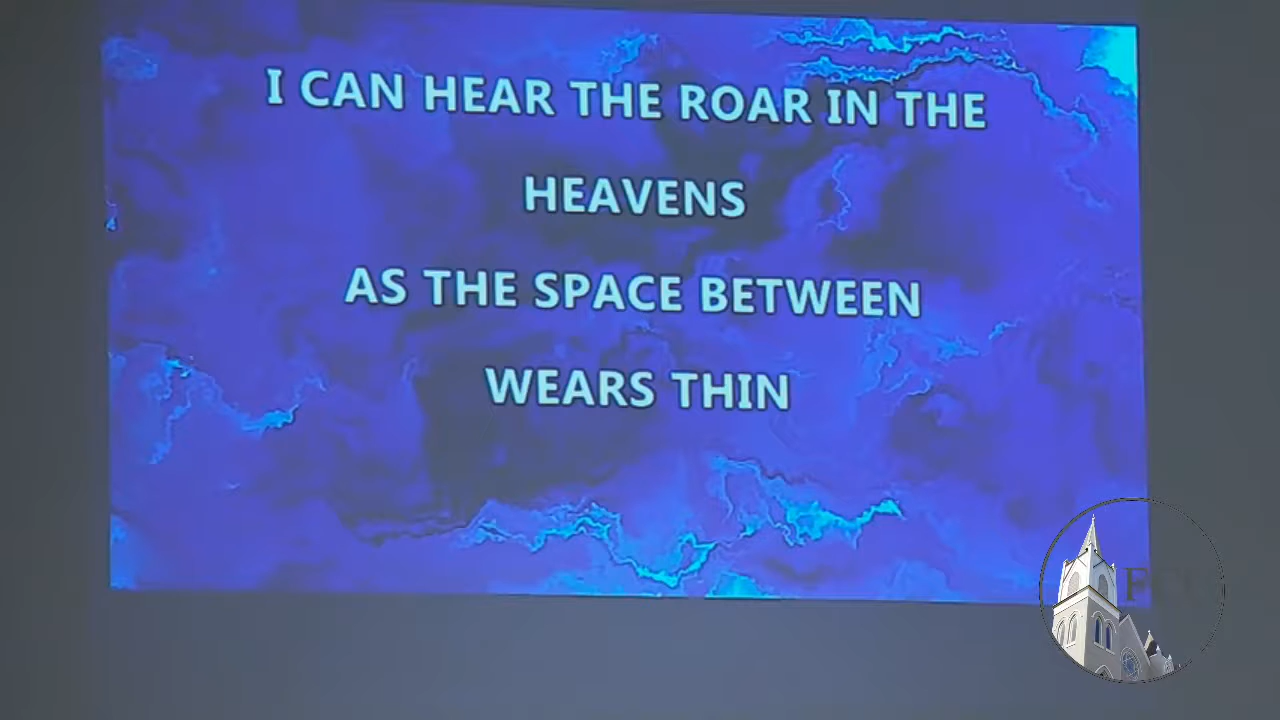 I CAN HEAR THE ROAR IN THE
HEAVENS
AS THE SPACE BETWEEN
WEARS THIN